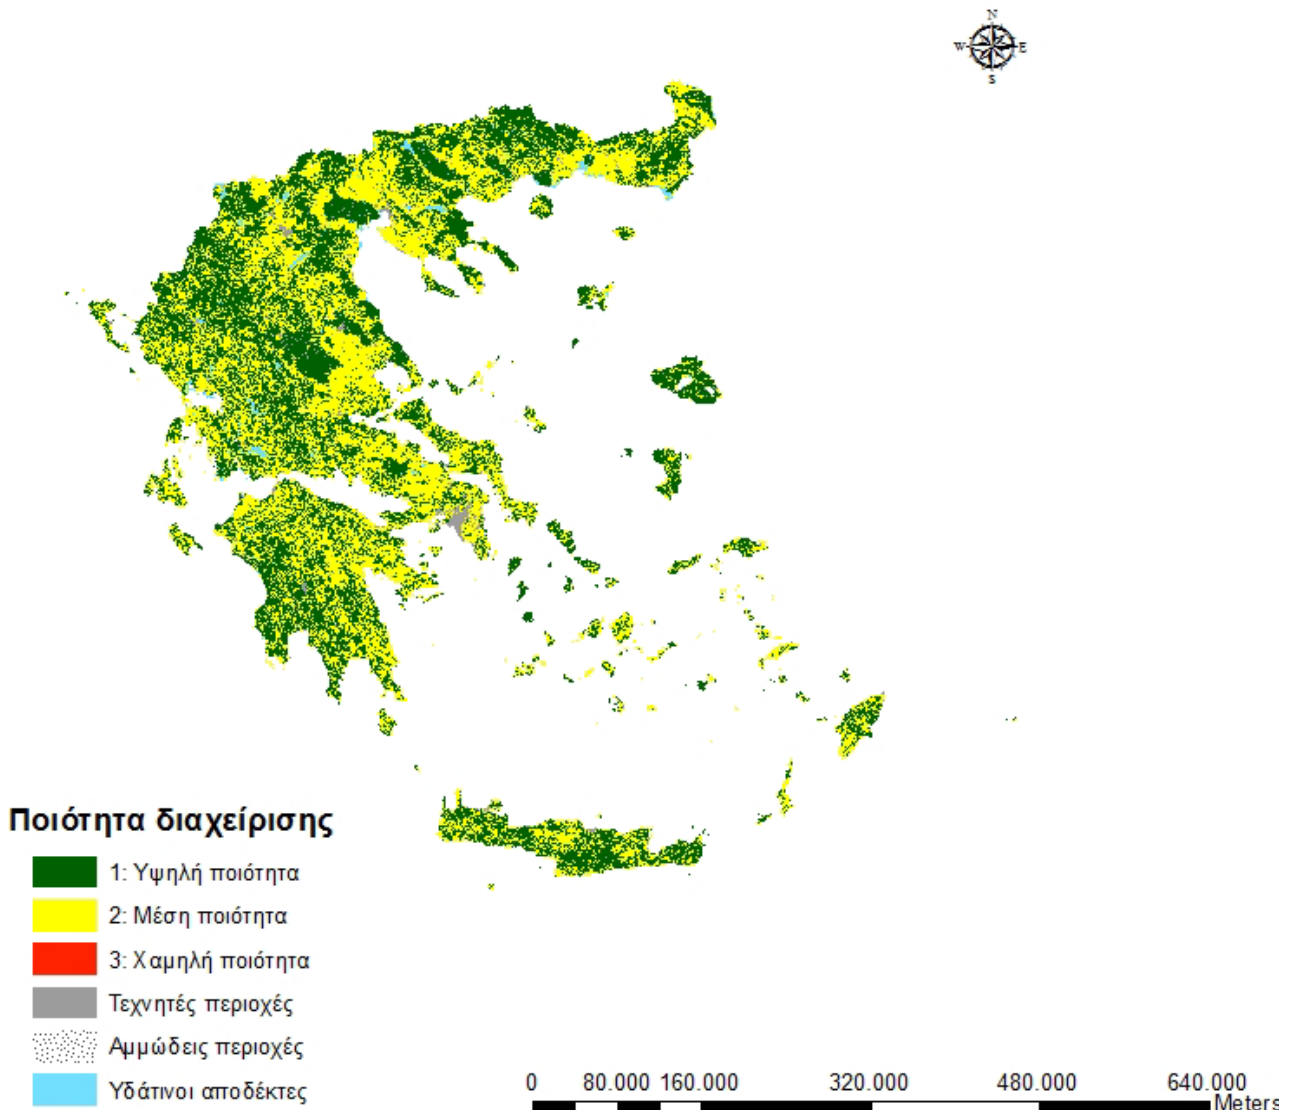 N
W E
S
Ποιότητα διαχείρισης
1: Υψηλή ποιότητα
2: Μέση ποιότητα
3: Χαμηλή ποιότητα
Τεχνητές περιοχές
Αμμώδεις περιοχές
Υδάτινοι αποδέκτες
0 80.000 160.000 320.000 480.000 640.000
Meters